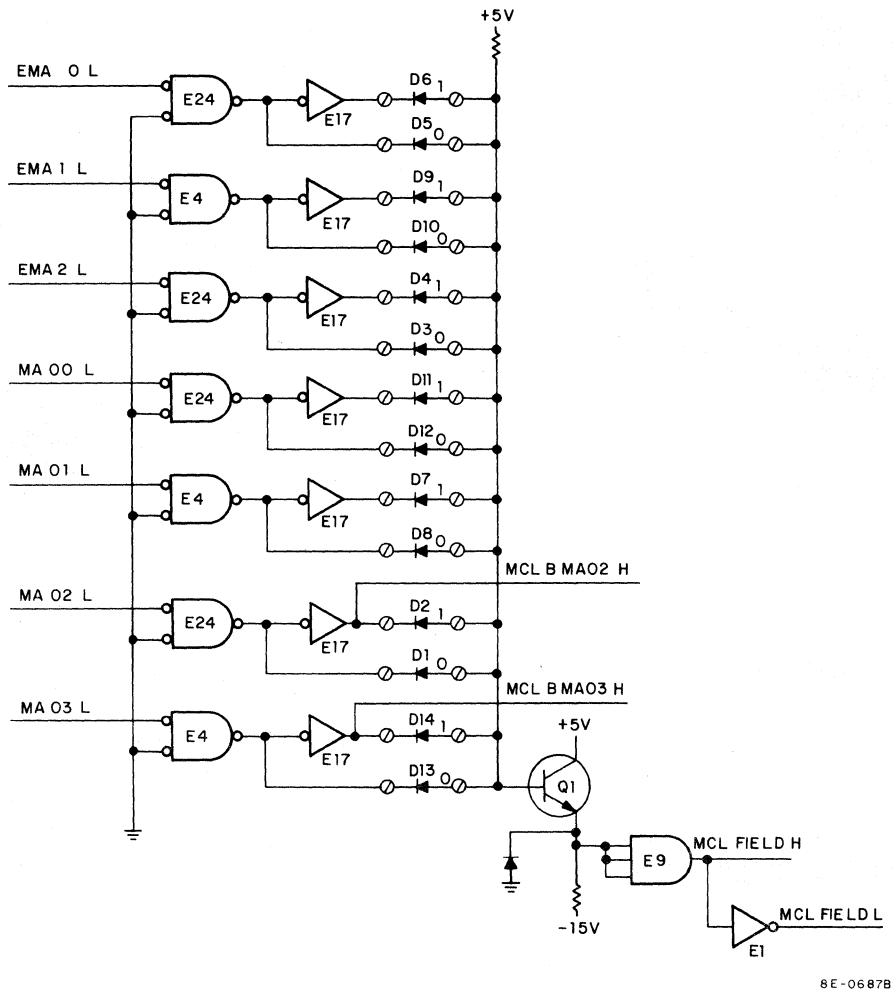 +5V
EMA 0 L
E24
E17
D6 1
D5 0
EMA 1 L
E4
E17
D9 1
D10 0
EMA 2 L
E24
E17
D4 1
D3 0
MA 00 L
E24
E17
D11 1
D12 0
MA 01 L
E4
E17
D7 1
D8 0
MCL B MA02 H
MA 02 L
E24
E17
D2 1
D1 0
MCL B MA03 H
MA 03 L
E4
E17
D14 1
D13 0
+5V
Q1
E9
MCL FIELD H
-15V
MCL FIELD L
E1
8E-0687B